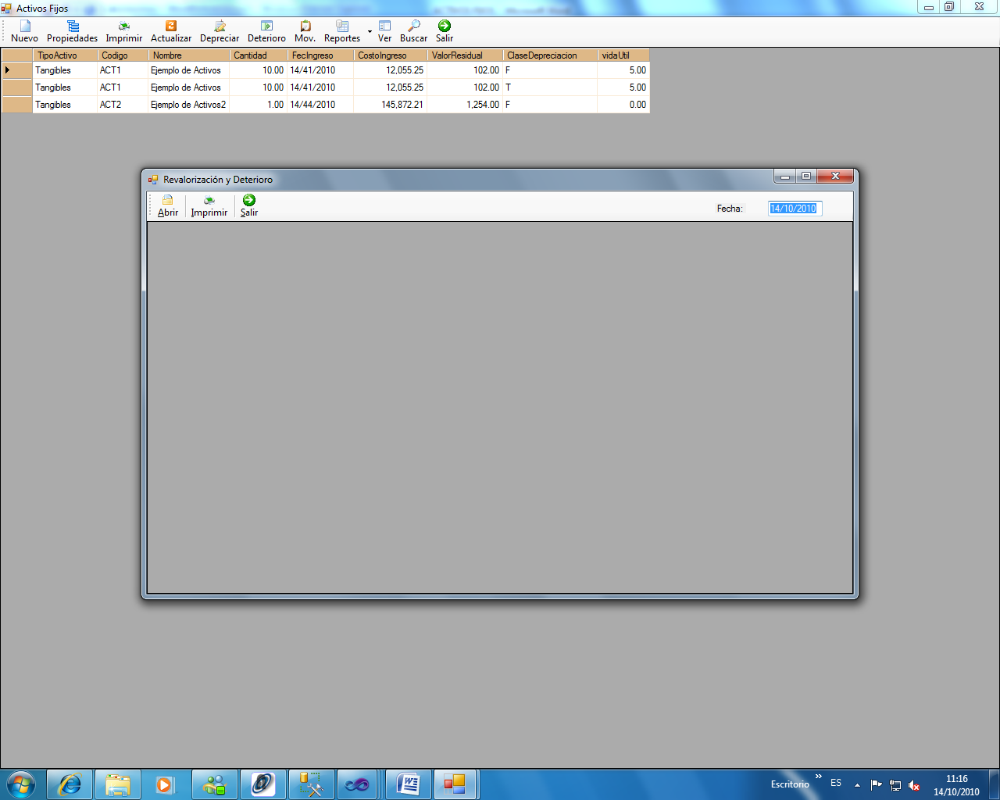 Activos Fijos
Nuevo Propiedades Imprimir Actualizar Depreciar Deterioro Mov. Reportes Ver Buscar Salir
TipoActivo Codigo Nombre Cantidad FecIngreso CostoIngreso ValorResidual ClaseDepreciacion vidaUtil
Tangibles ACT1 Ejemplo de Activos 10.00 14/41/2010 12,055.25 102.00 F 5.00
Tangibles ACT1 Ejemplo de Activos 10.00 14/41/2010 12,055.25 102.00 T 5.00
Tangibles ACT2 Ejemplo de Activos2 1.00 14/44/2010 145,872.21 1,254.00 F 0.00
Revalorización y Deterioro
Abrir Imprimir Salir Fecha: 14/10/2010
Escritorio » ES 11:16
14/10/2010